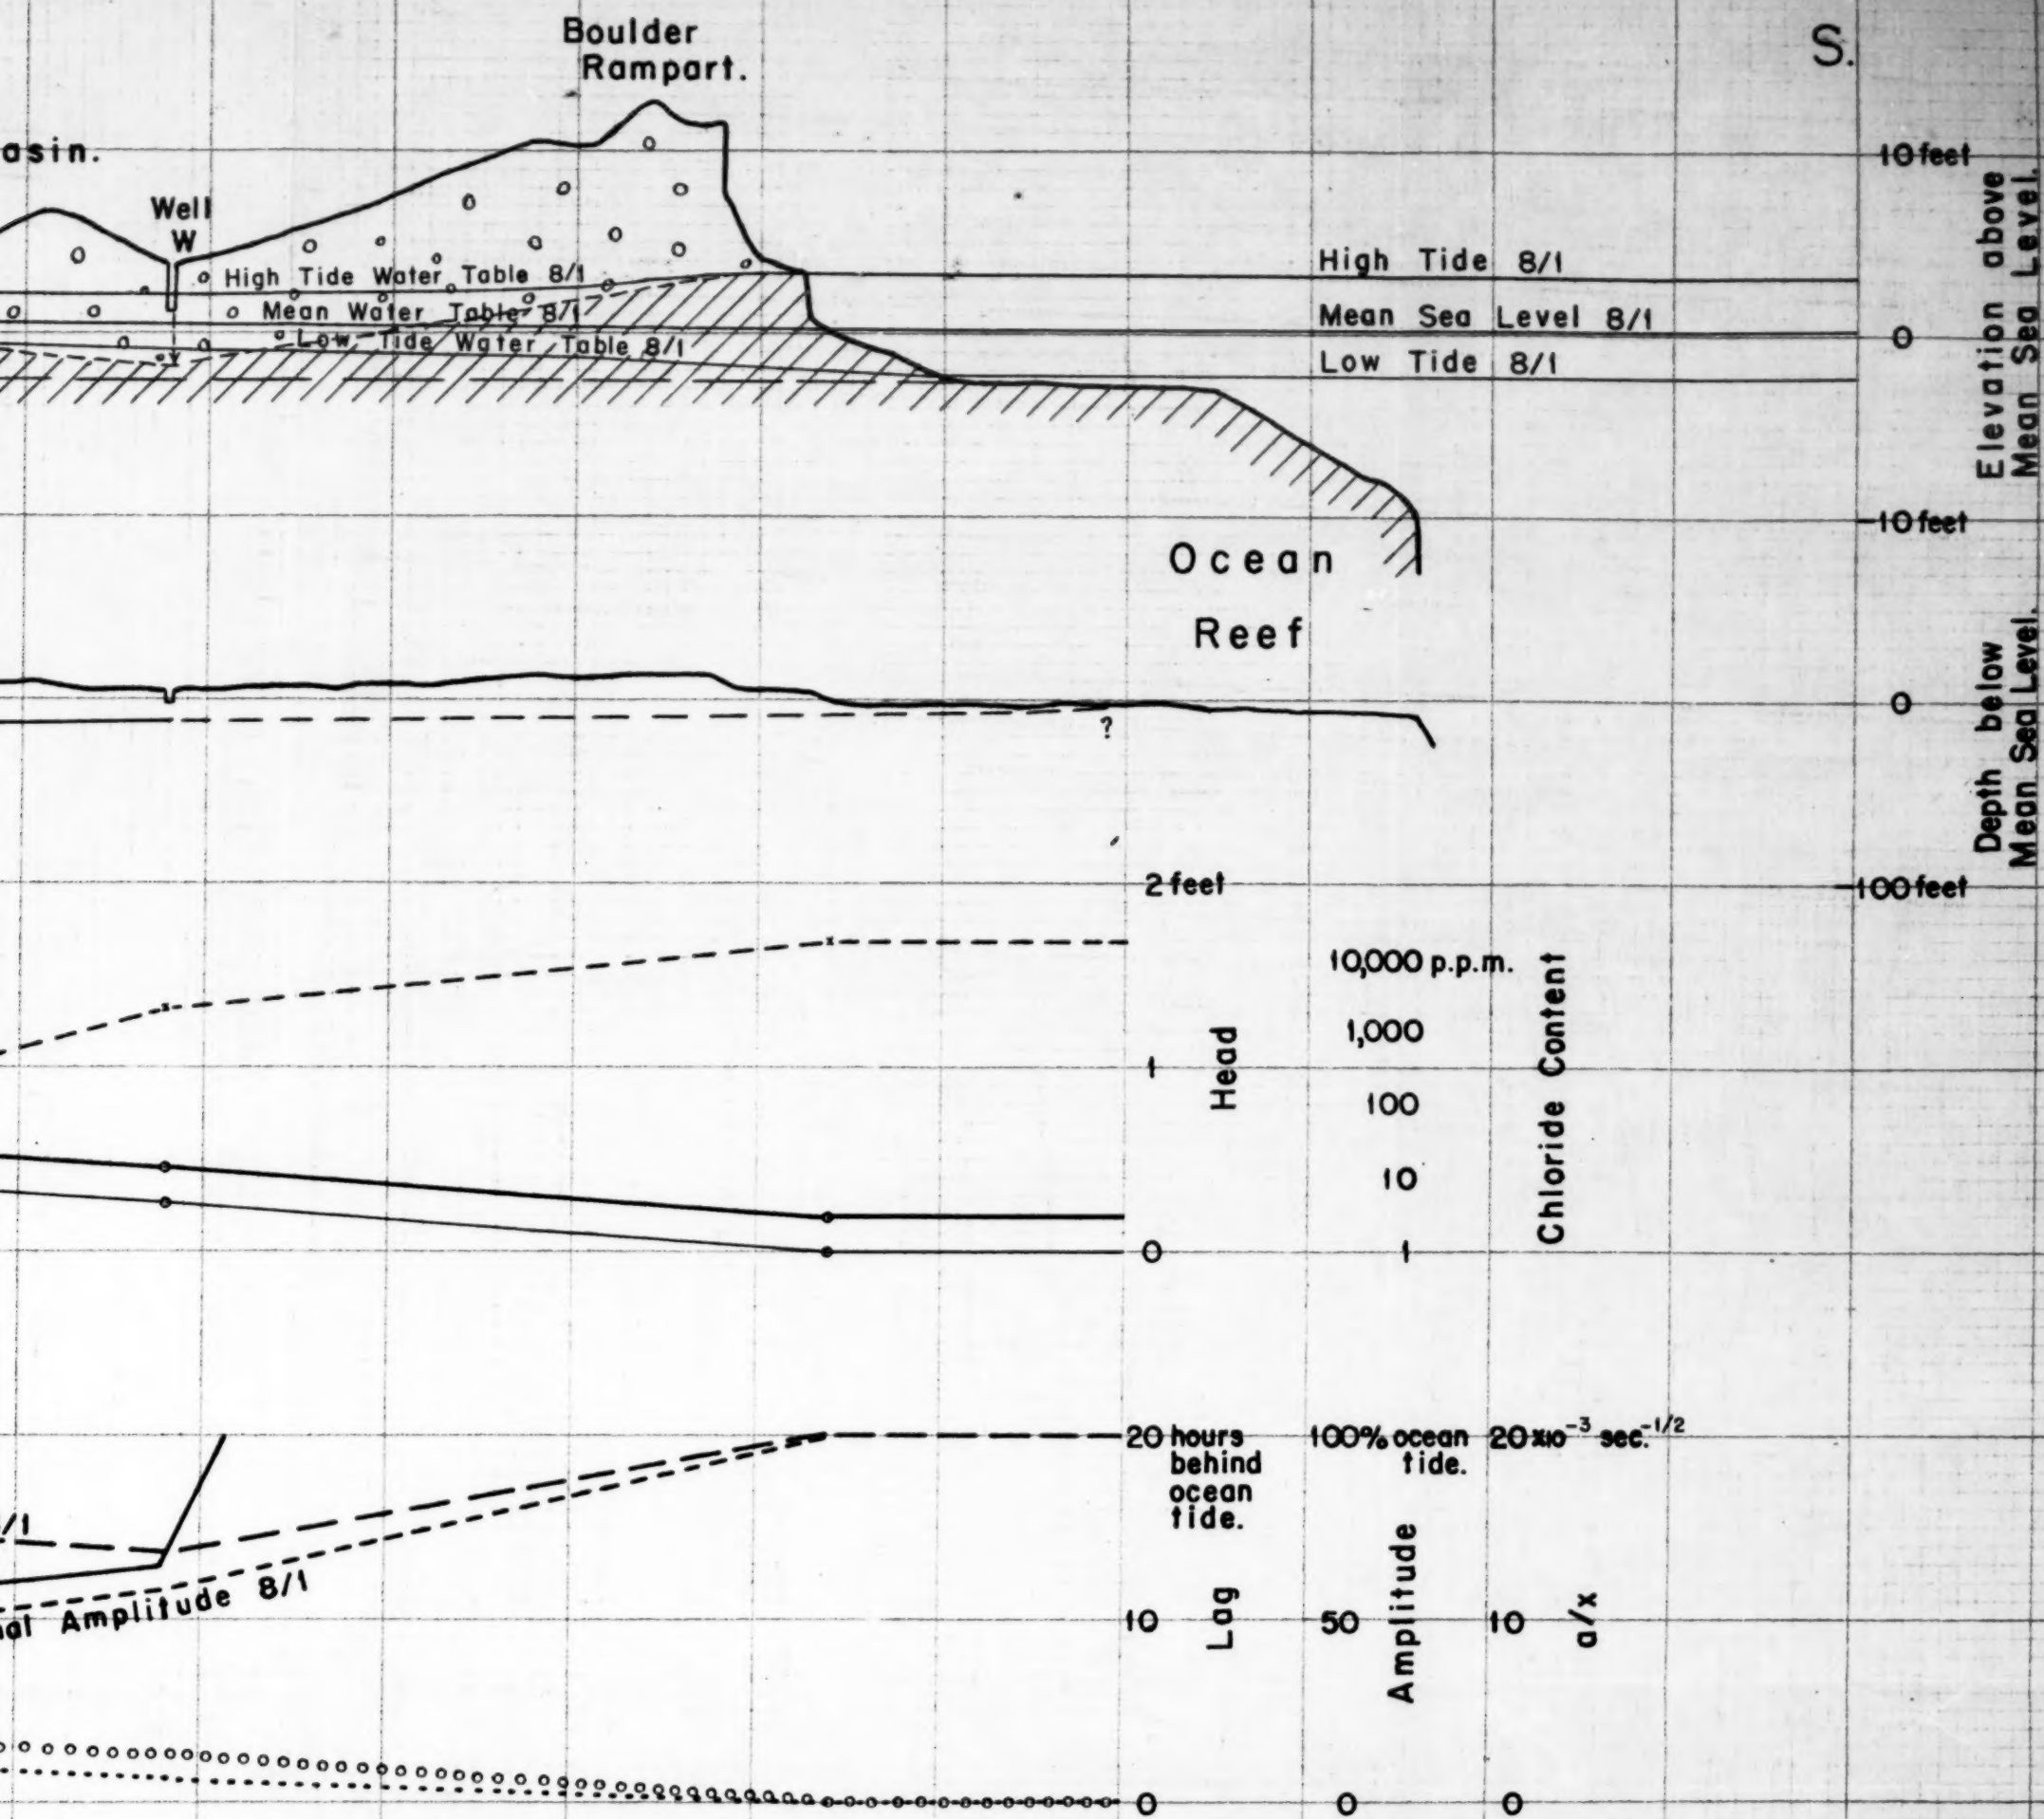 Boulder
Rampart.
S.
asin.
10 feet
Well
W
High Tide Water Table 8/1
High Tide 8/1
Mean Water Table 8/1
Mean Sea Level 8/1
0
Low Tide Water Table 8/1
Low Tide 8/1
Elevation above
Mean Sea Level.
10 feet
Ocean
Reef
0
?
Depth below
Mean Sea Level.
2 feet
100 feet
10,000 p.p.m.
1,000
1
Head
100
Chloride Content
10
0
1
20 hours
behind
ocean
tide.
100% ocean
tide.
20x10⁻³ sec.⁻¹/²
/1
nal Amplitude 8/1
10
Lag
50
Amplitude
10
a/x
0
0
0